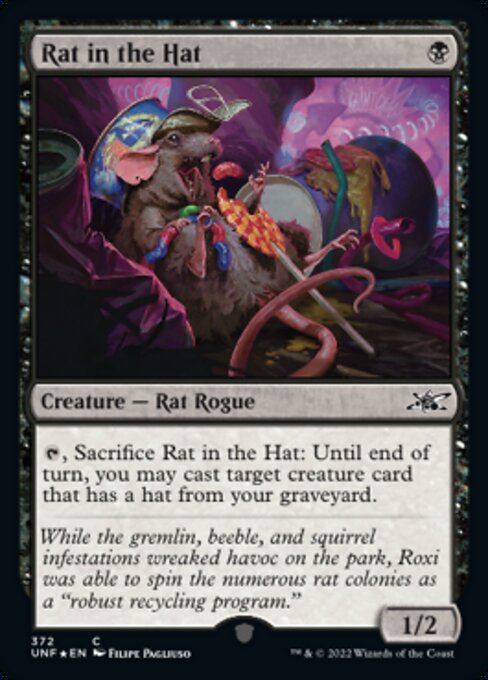 Rat in the Hat
Creature — Rat Rogue
, Sacrifice Rat in the Hat: Until end of
turn, you may cast target creature card
that has a hat from your graveyard.
While the gremlin, beeble, and squirrel
infestations wreaked havoc on the park, Roxi
was able to spin the numerous rat colonies as
a “robust recycling program.”
1/2
372 C
UNF★EN Filipe Pagliuso
™ & © 2022 Wizards of the Coast